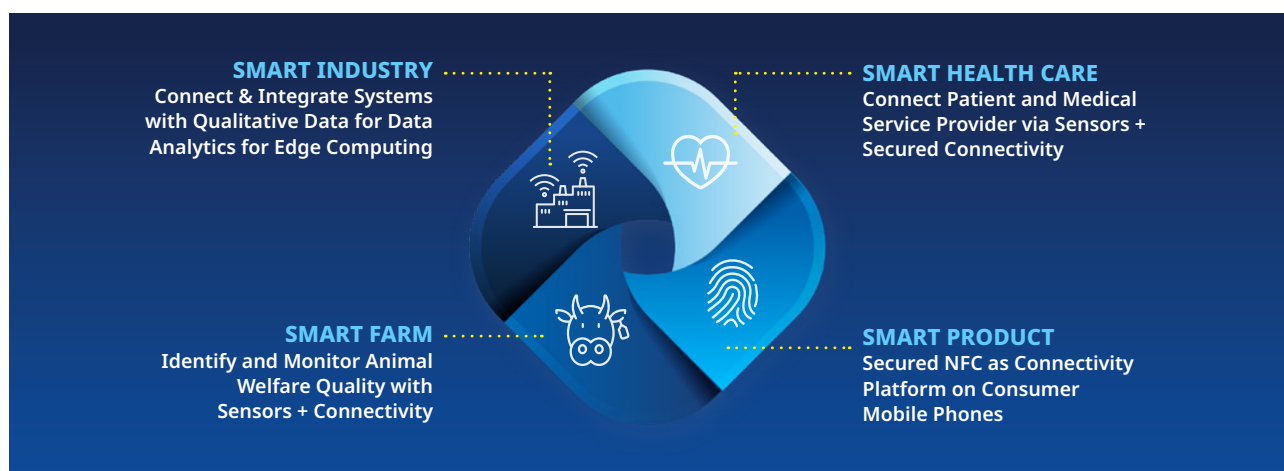 SMART INDUSTRY
Connect & Integrate Systems
with Qualitative Data for Data
Analytics for Edge Computing
SMART HEALTH CARE
Connect Patient and Medical
Service Provider via Sensors +
Secured Connectivity
SMART FARM
Identify and Monitor Animal
Welfare Quality with
Sensors + Connectivity
SMART PRODUCT
Secured NFC as Connectivity
Platform on Consumer
Mobile Phones